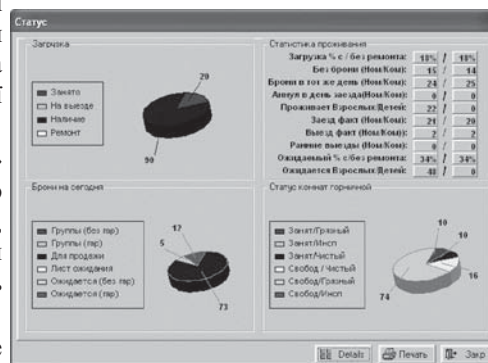 Статус
Загрузка
20
Занято
На выезде
Наличие
Ремонт
90
Статистика проживания
Загрузка % с / без ремонта: 18% / 18%
Без брони (Ном/Ком): 15 / 14
Брони в тот же день (Ном/Ком): 24 / 25
Аннул в день заезда(Ном/Ком): 0 / 0
Проживает Взрослых/Детей: 22 / 0
Заезд факт (Ном/Ком): 21 / 20
Выезд факт (Ном/Ком)): 2 / 2
Ранние выезды (Ном/Ком): 0 / 0
Ожидаемый % с/без ремонта: 34% / 34%
Ожидается Взрослых/Детей: 48 / 0
Брони на сегодня
Группы (без гар)
Группы (гар)
Для продажи
Лист ожидания
Ожидается (без гар)
Ожидается (гар)
12
5
73
Статус комнат горничной
Занят/Грязный
Занят/Инсп
Занят/Чистый
Свобод / Чистый
Свобод/Грязный
Свобод/Инсп
10
10
16
74
Details Печать Закр